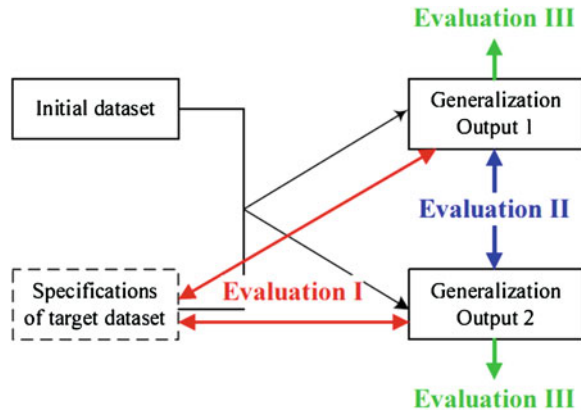 Evaluation III
Initial dataset
Generalization
Output 1
Evaluation II
Specifications
of target dataset
Evaluation I
Generalization
Output 2
Evaluation III